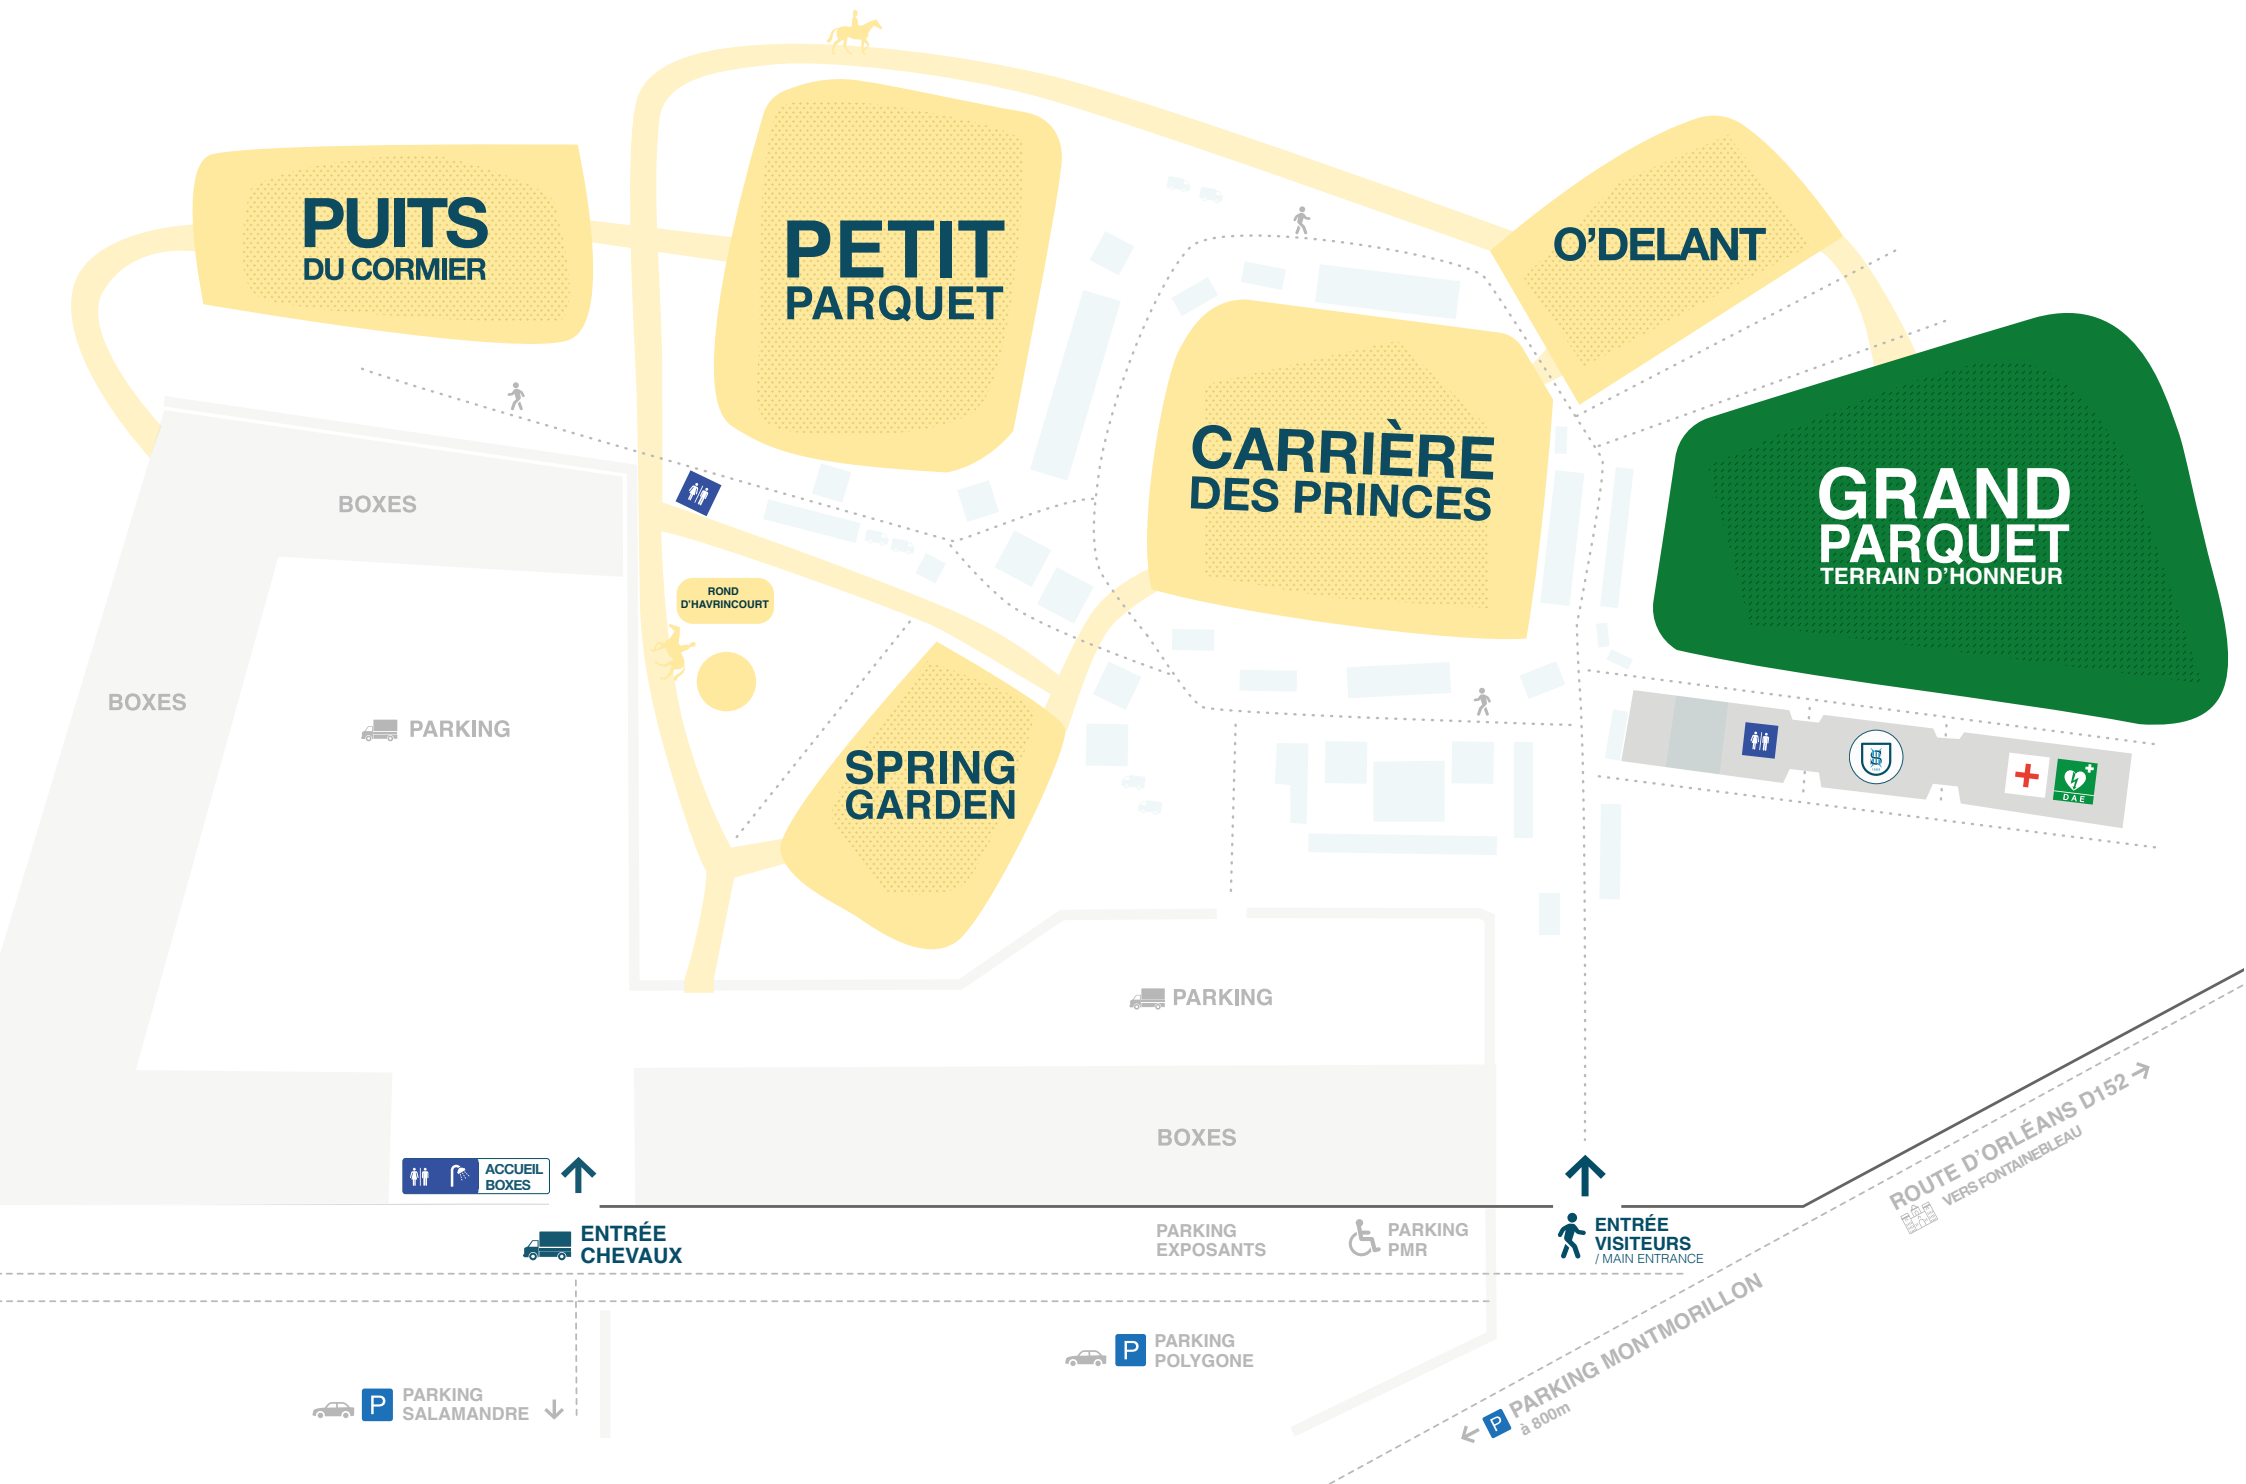 PUITS
DU CORMIER
PETIT
PARQUET
O’DELANT
CARRIÈRE
DES PRINCES
GRAND
PARQUET
TERRAIN D’HONNEUR
BOXES
ROND
D’HAVRINCOURT
BOXES
PARKING
SPRING
GARDEN
DAE
PARKING
BOXES
ACCUEIL
BOXES
ENTRÉE
CHEVAUX
PARKING
EXPOSANTS
PARKING
PMR
ENTRÉE
VISITEURS
/ MAIN ENTRANCE
ROUTE D’ORLÉANS D152
VERS FONTAINEBLEAU
P
PARKING
POLYGONE
P
PARKING
SALAMANDRE
P
PARKING MONTMORILLON
à 800m